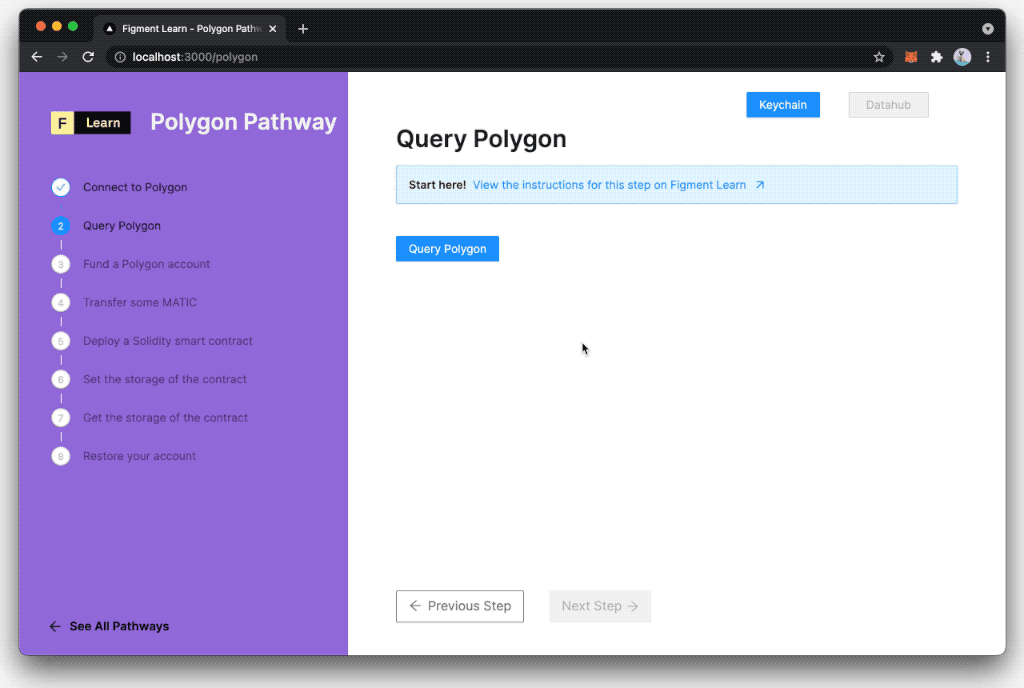 Figment Learn - Polygon Pathw
localhost:3000/polygon
F Learn
Polygon Pathway
Connect to Polygon
2 Query Polygon
3 Fund a Polygon account
4 Transfer some MATIC
5 Deploy a Solidity smart contract
6 Set the storage of the contract
7 Get the storage of the contract
8 Restore your account
← See All Pathways
Keychain
Datahub
Query Polygon
Start here! View the instructions for this step on Figment Learn
Query Polygon
← Previous Step
Next Step →